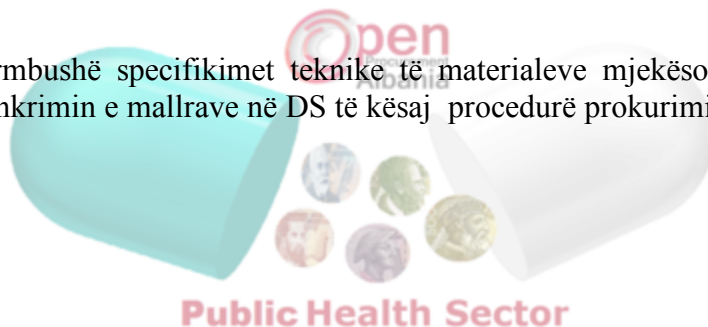 Open
Procurement
Albania
rmbushë specifikimet teknike të materialeve mjekëso
nkrimin e mallrave në DS të kësaj procedurë prokurimi
Public Health Sector